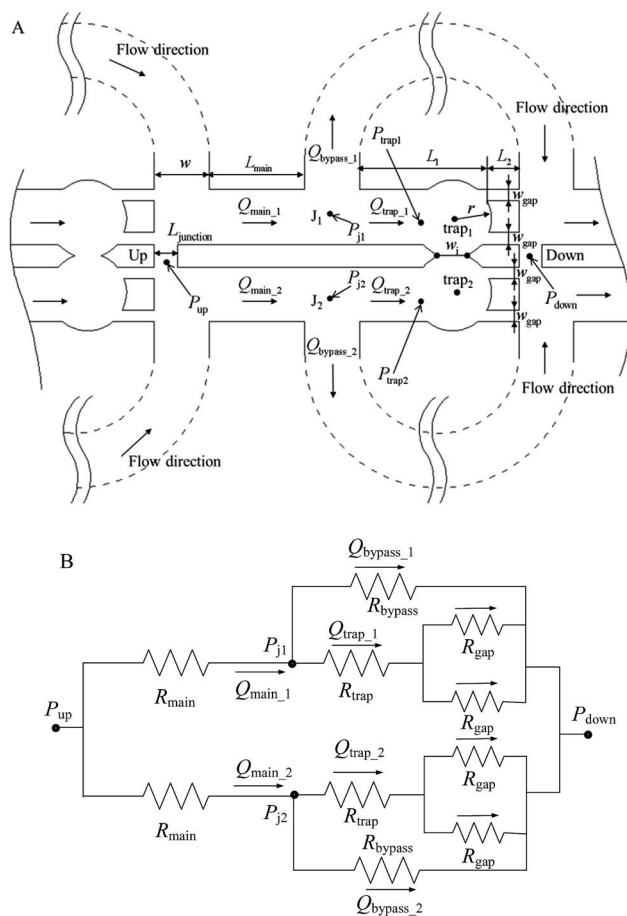 A
Flow direction
Flow direction
w
L_main
Q_bypass_1
P_trap1
L_1
L_2
w_gap
Q_main_1
J_1
Q_trap_1
r
L_junction
P_j1
trap_1
w_gap
Up
w_j
Down
w_gap
Q_main_2
P_j2
Q_trap_2
trap_2
P_up
J_2
P_down
w_gap
Q_bypass_2
P_trap2
Flow direction
Flow direction
B
Q_bypass_1
R_bypass
P_j1
Q_trap_1
R_gap
R_main
Q_main_1
R_trap
P_up
R_gap
P_down
Q_main_2
Q_trap_2
R_gap
P_j2
R_main
R_trap
R_bypass
R_gap
Q_bypass_2